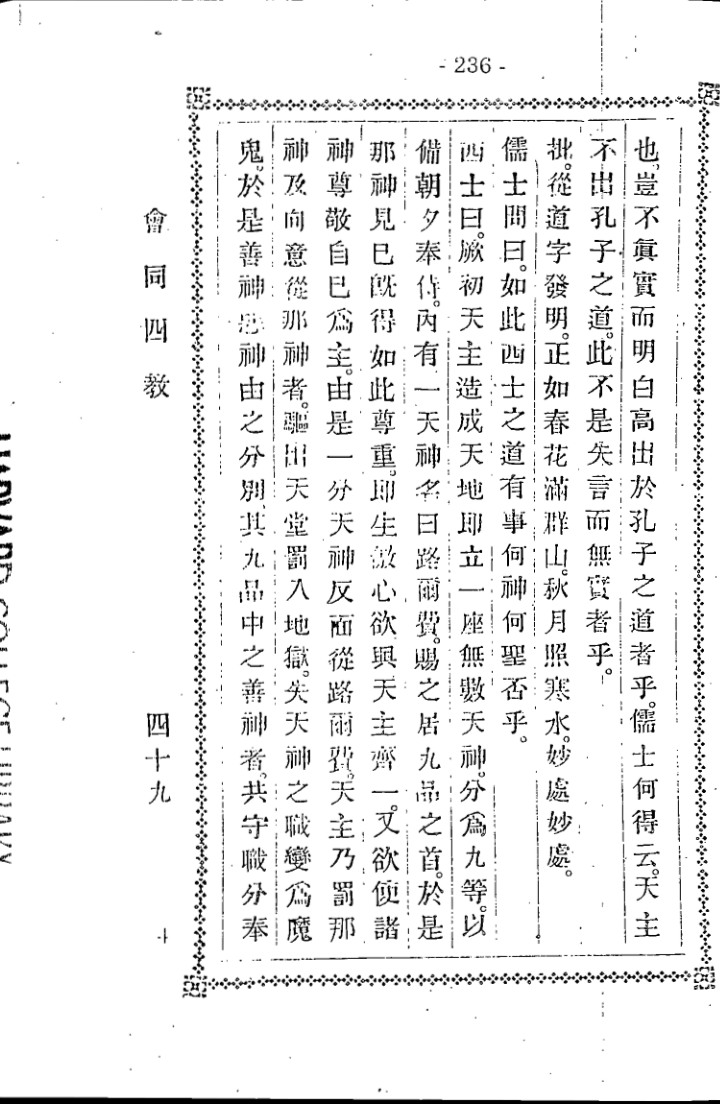 - 236 -
也。豈不眞實而明白高出於孔子之道者乎。儒士何得云。天主
不出孔子之道。此不是失言而無實者乎。
批。從道字發明。正如春花滿群山。秋月照寒水。妙處妙處。
儒士問曰。如此西士之道有事何神何聖否乎。
西士曰。厥初天主造成天地即立一座無數天神。分爲九等。以
備朝夕奉侍。內有一天神名曰路爾費。賜之居九品之首。於是
那神見巳旣得如此尊重。即生傲心欲與天主齊一。又欲使諸
神尊敬自巳爲主。由是一分天神反面從路爾費。天主乃罰那
神及向意從那神者。驅出天堂罰入地獄。失天神之職變爲魔
鬼。於是善神惡神由之分別。其九品中之善神者。共守職分奉
會同四教
四十九
HARVARD COLLEGE LIBRARY